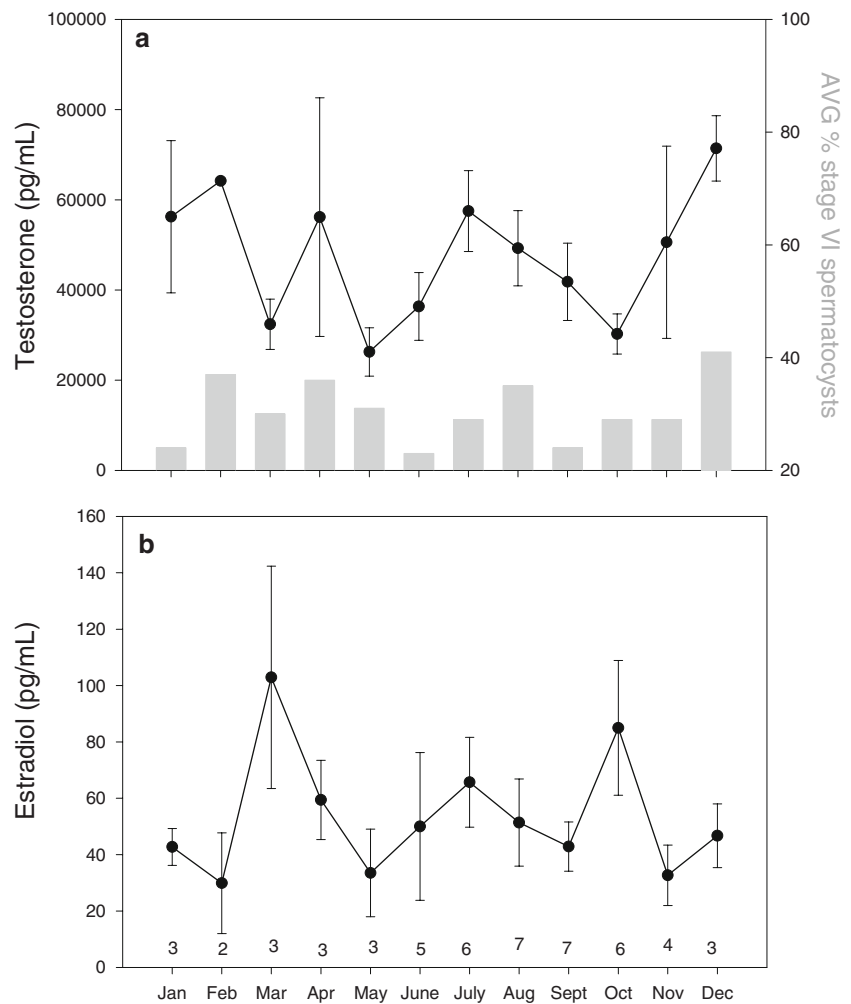 a
Testosterone (pg/mL)
100000
80000
60000
40000
20000
0
100
80
60
40
20
AVG % stage VI spermatocysts
b
Estradiol (pg/mL)
160
140
120
100
80
60
40
20
0
3 2 3 3 3 5 6 7 7 6 4 3
Jan Feb Mar Apr May June July Aug Sept Oct Nov Dec